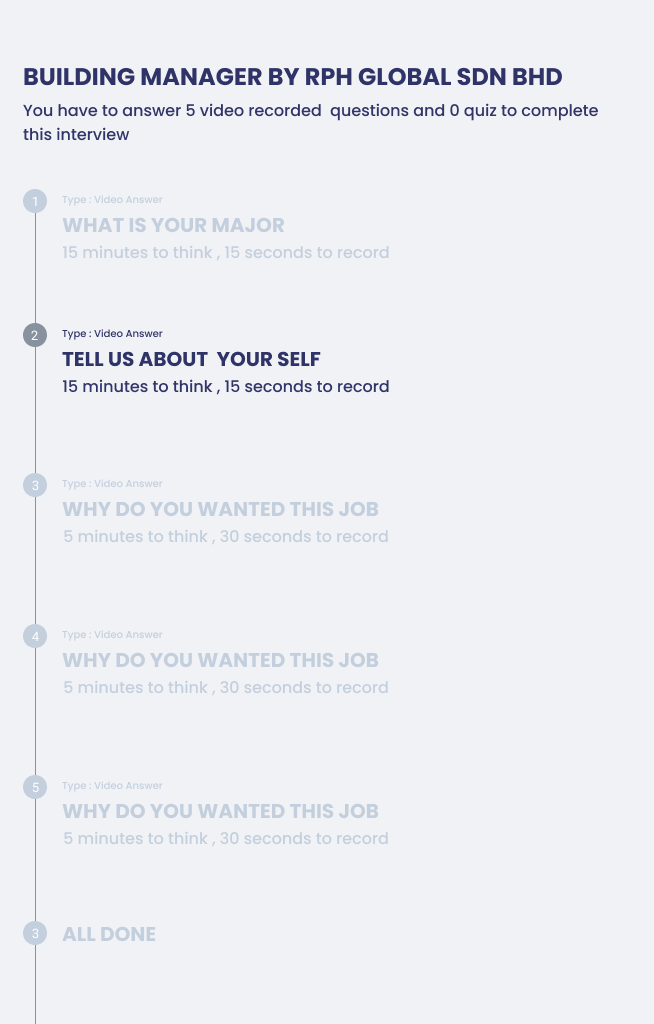 BUILDING MANAGER BY RPH GLOBAL SDN BHD
You have to answer 5 video recorded  questions and 0 quiz to complete
this interview
1
Type : Video Answer
WHAT IS YOUR MAJOR
15 minutes to think , 15 seconds to record
2
Type : Video Answer
TELL US ABOUT  YOUR SELF
15 minutes to think , 15 seconds to record
3
Type : Video Answer
WHY DO YOU WANTED THIS JOB
5 minutes to think , 30 seconds to record
4
Type : Video Answer
WHY DO YOU WANTED THIS JOB
5 minutes to think , 30 seconds to record
5
Type : Video Answer
WHY DO YOU WANTED THIS JOB
5 minutes to think , 30 seconds to record
3
ALL DONE